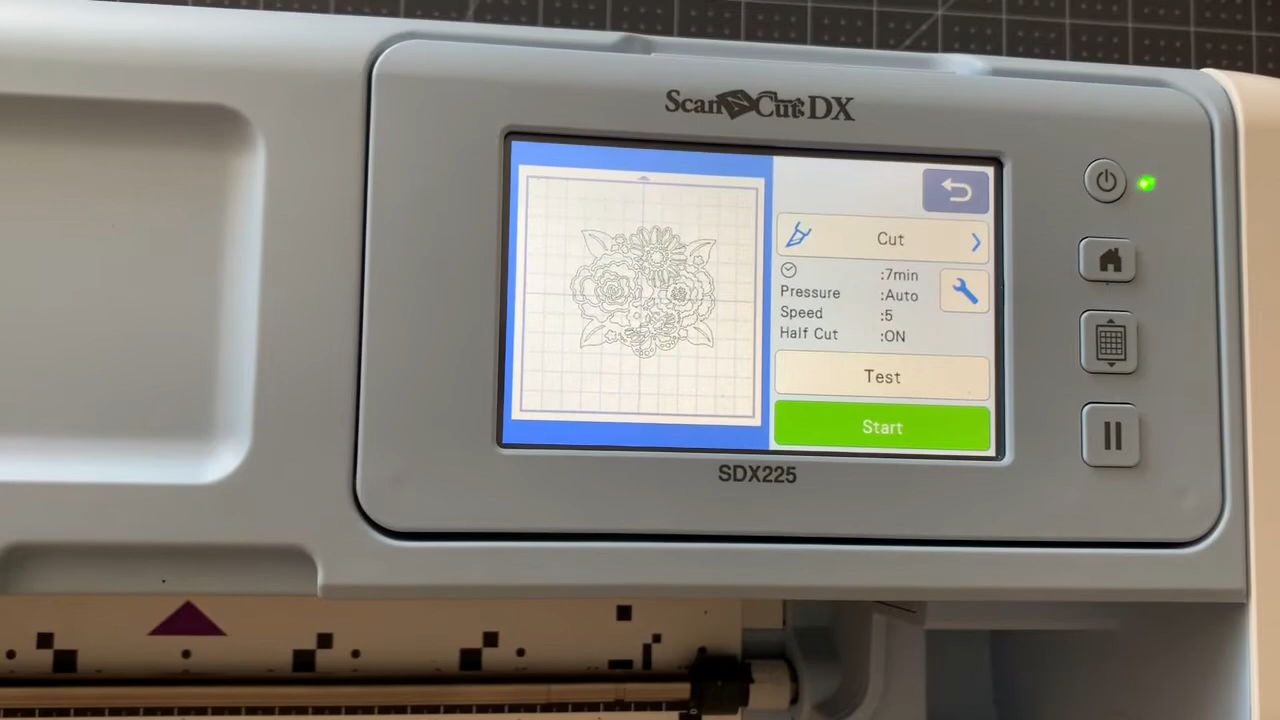 ScanNCut DX
Cut
:7min
Pressure :Auto
Speed :5
Half Cut :ON
Test
Start
SDX225